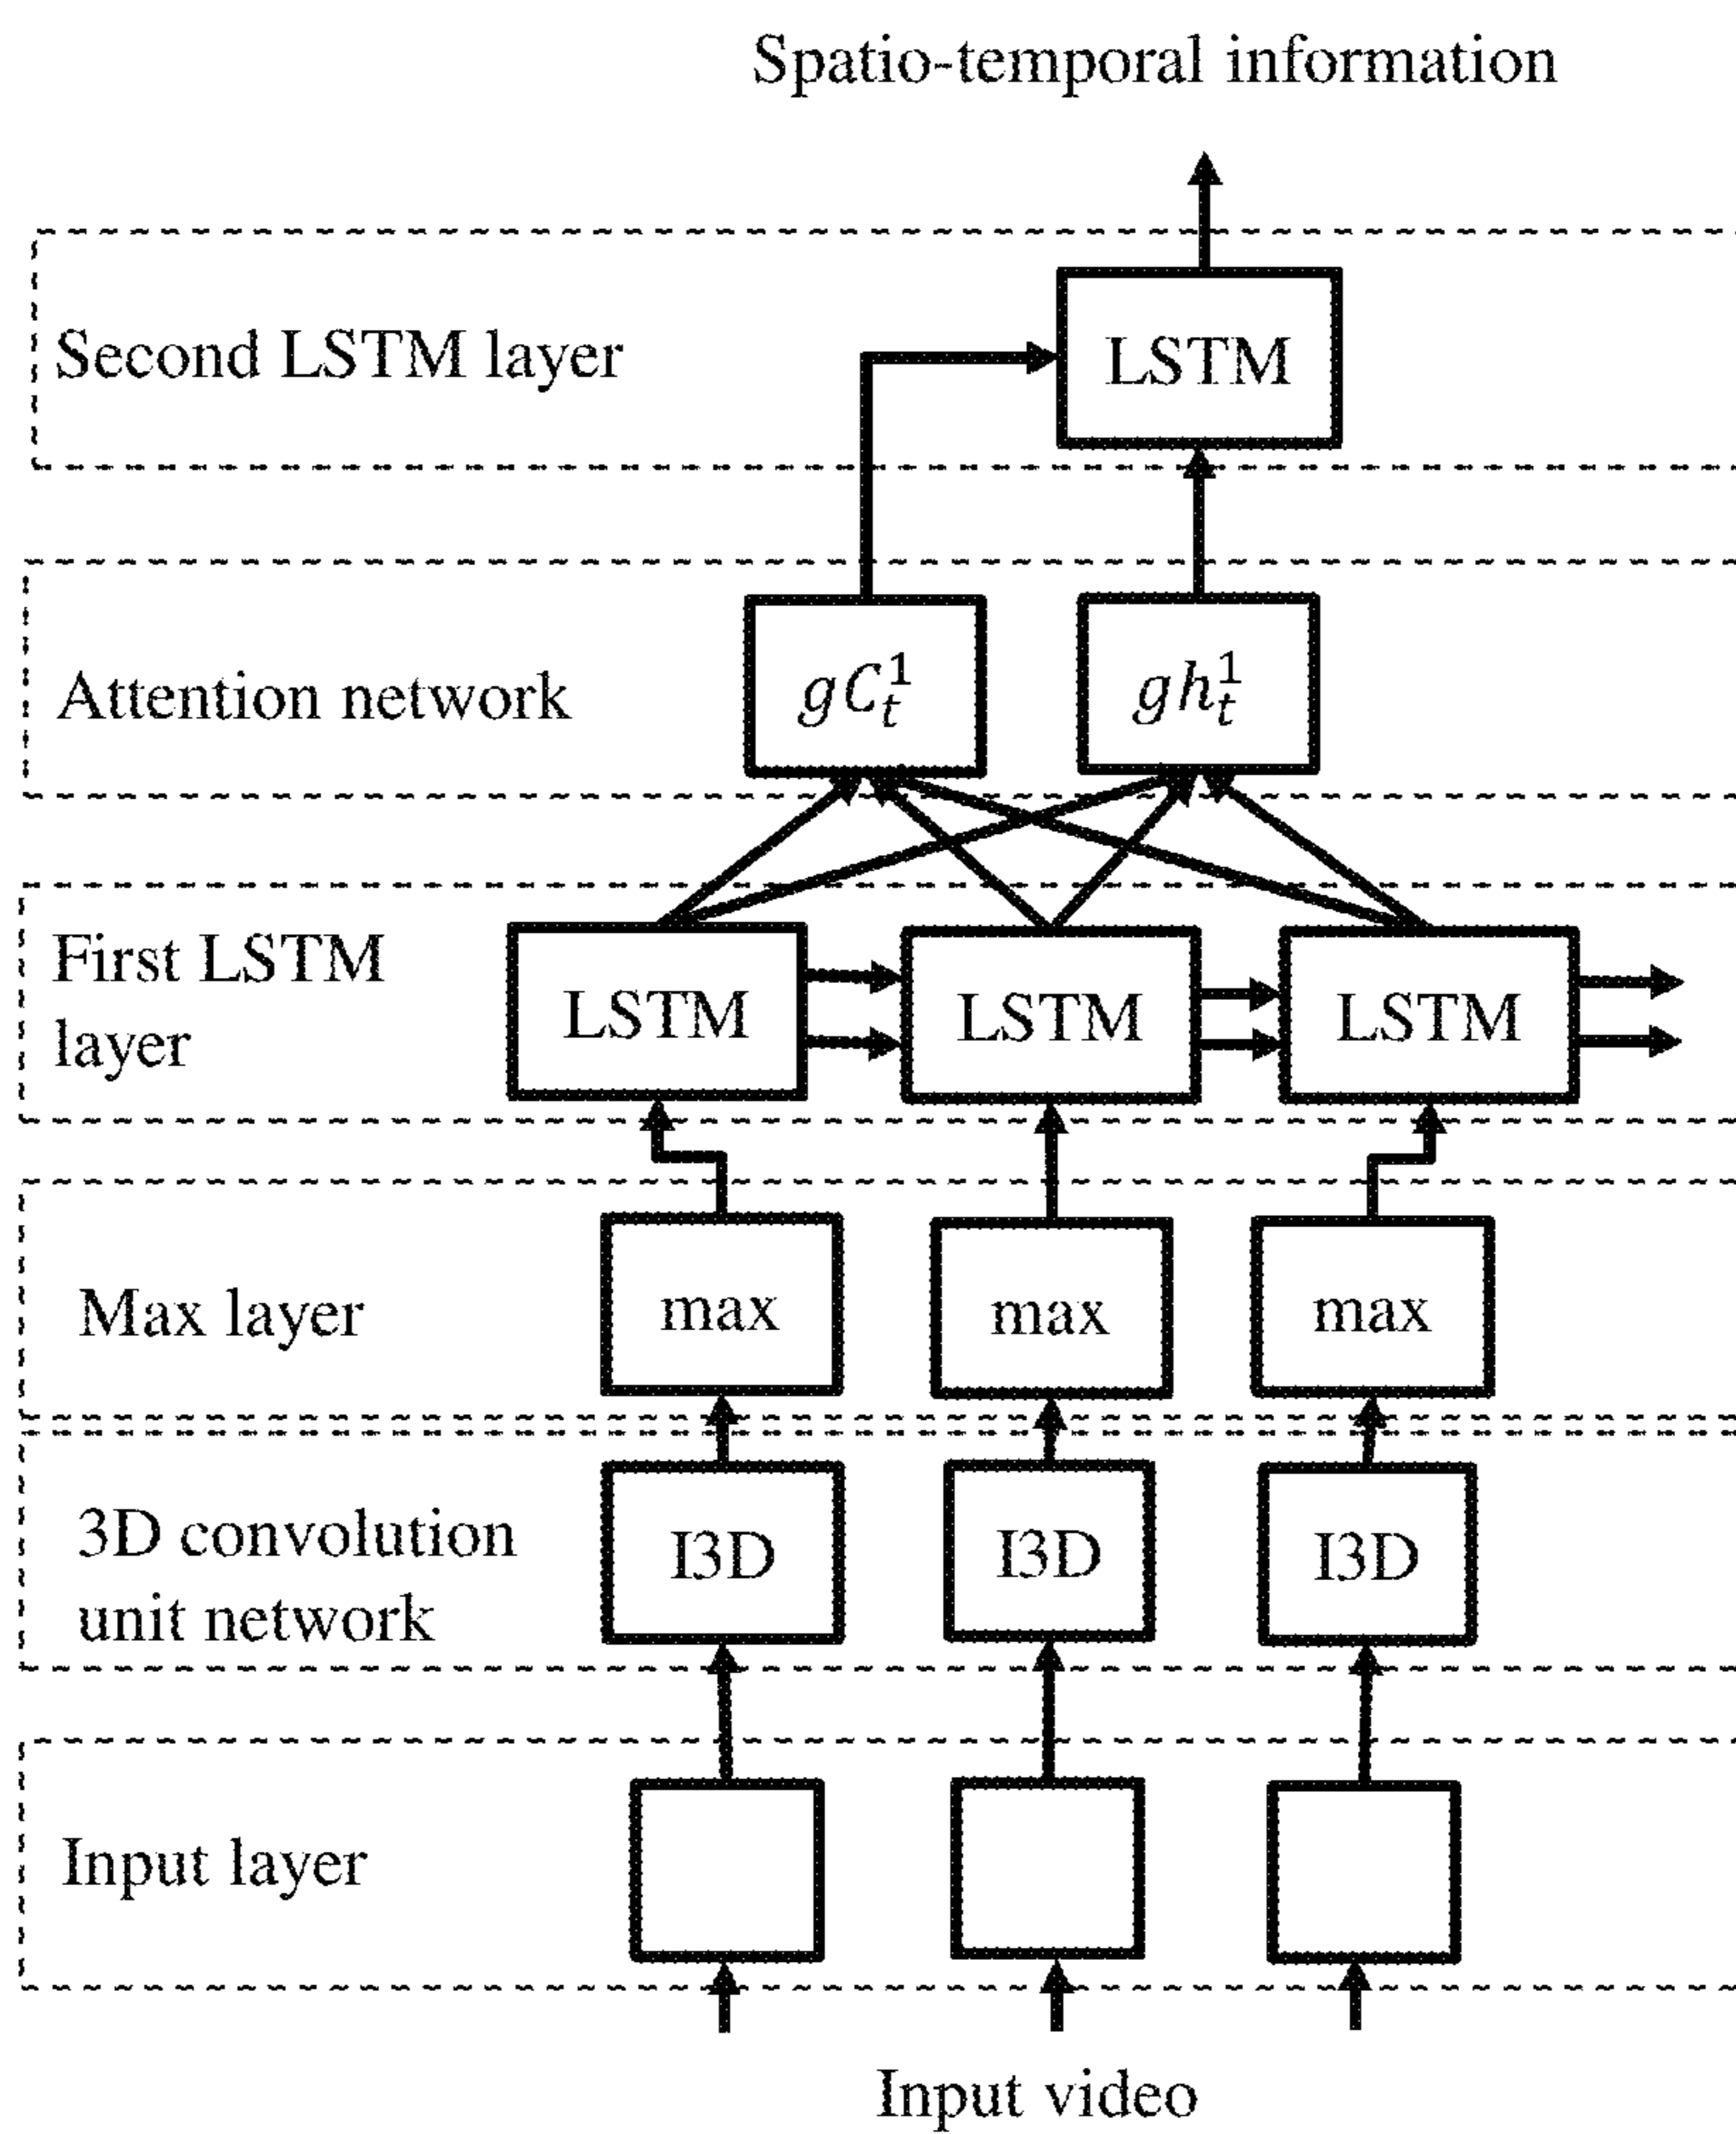 Spatio-temporal information
Second LSTM layer
LSTM
Attention network
gC_t^1
gh_t^1
First LSTM
layer
LSTM
LSTM
LSTM
Max layer
max
max
max
3D convolution
unit network
I3D
I3D
I3D
Input layer
Input video